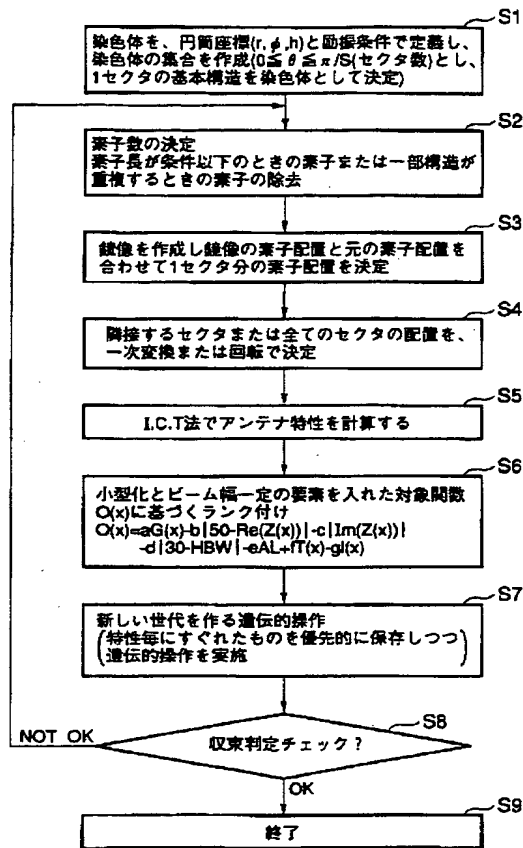 S1
染色体を、円筒座標(r,ϕ,h)と励振条件で定義し、
染色体の集合を作成(0≦θ≦π/S(セクタ数)とし、
1セクタの基本構造を染色体として決定)
S2
素子数の決定
素子長が条件以下のときの素子または一部構造が
重複するときの素子の除去
S3
鏡像を作成し鏡像の素子配置と元の素子配置を
合わせて1セクタ分の素子配置を決定
S4
隣接するセクタまたは全てのセクタの配置を、
一次変換または回転で決定
S5
I.C.T法でアンテナ特性を計算する
S6
小型化とビーム幅一定の要素を入れた対象関数
O(x)に基づくランク付け
O(x)=aG(x)-b|50-Re(Z(x))|-c|Im(Z(x))|
-d|30-HBW|-eAL+fT(x)-gI(x)
S7
新しい世代を作る遺伝的操作
(特性毎にすぐれたものを優先的に保存しつつ
遺伝的操作を実施)
S8
NOT OK
収束判定チェック?
OK
S9
終了